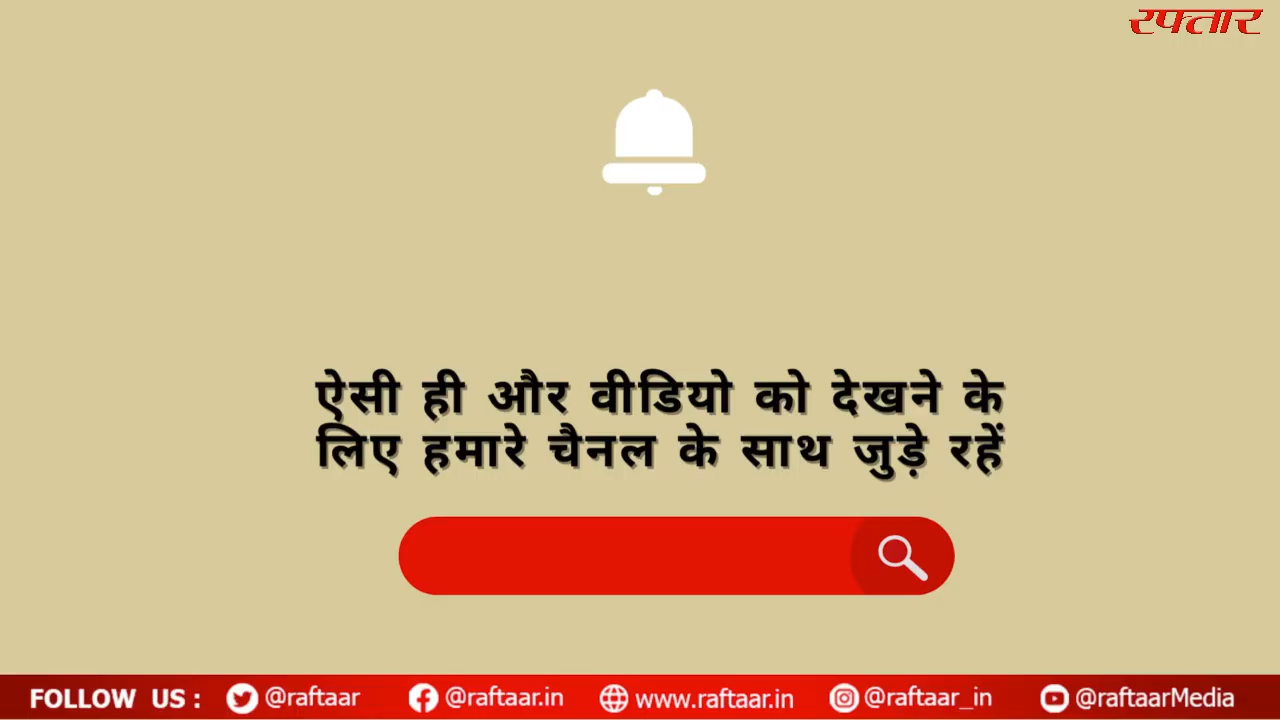 रफ्तार
ऐसी ही और वीडियो को देखने के
लिए हमारे चैनल के साथ जुड़े रहें
FOLLOW US : @raftaar @raftaar.in www.raftaar.in @raftaar_in @raftaarMedia